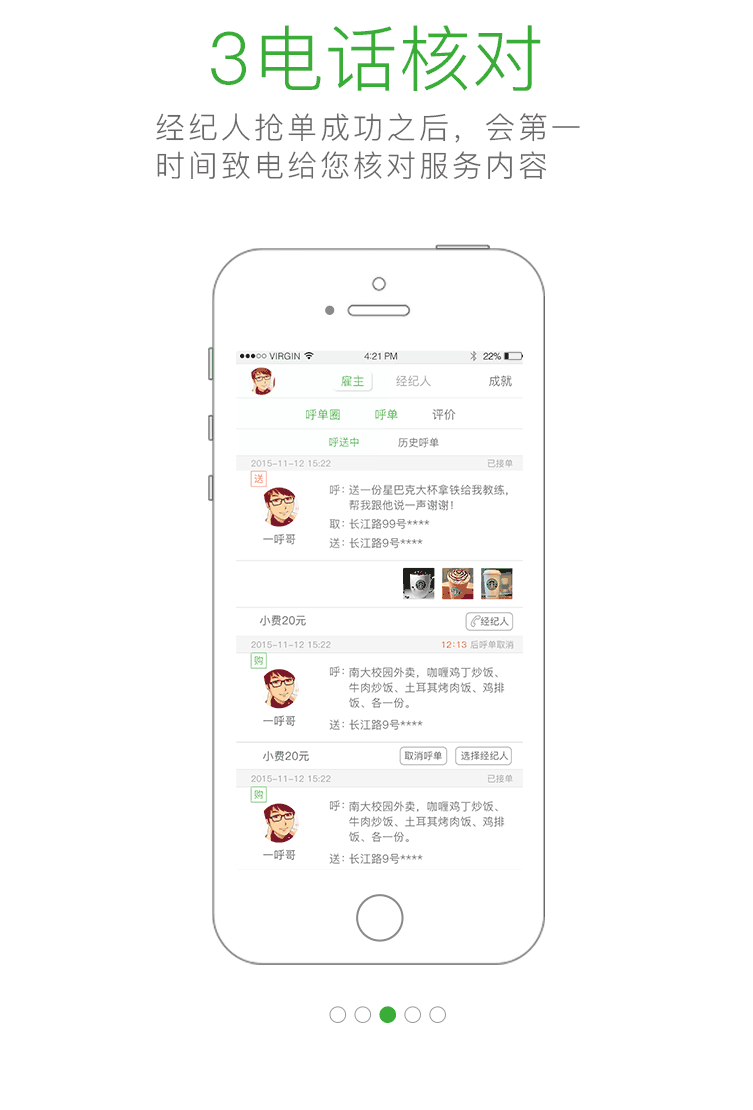 3电话核对
经纪人抢单成功之后，会第一
时间致电给您核对服务内容
VIRGIN 4:21 PM 22%
雇主 经纪人 成就
呼单圈 呼单 评价
呼送中 历史呼单
2015-11-12 15:22 已接单
送
呼：送一份星巴克大杯拿铁给我教练，
帮我跟他说一声谢谢！
取：长江路99号****
一呼哥 送：长江路9号****
小费20元 经纪人
2015-11-12 15:22 12:13 后呼单取消
购
呼：南大校园外卖，咖喱鸡丁炒饭、
牛肉炒饭、土耳其烤肉饭、鸡排
饭、各一份。
一呼哥 送：长江路9号****
小费20元 取消呼单 选择经纪人
2015-11-12 15:22 已接单
购
呼：南大校园外卖，咖喱鸡丁炒饭、
牛肉炒饭、土耳其烤肉饭、鸡排
饭、各一份。
一呼哥 送：长江路9号****